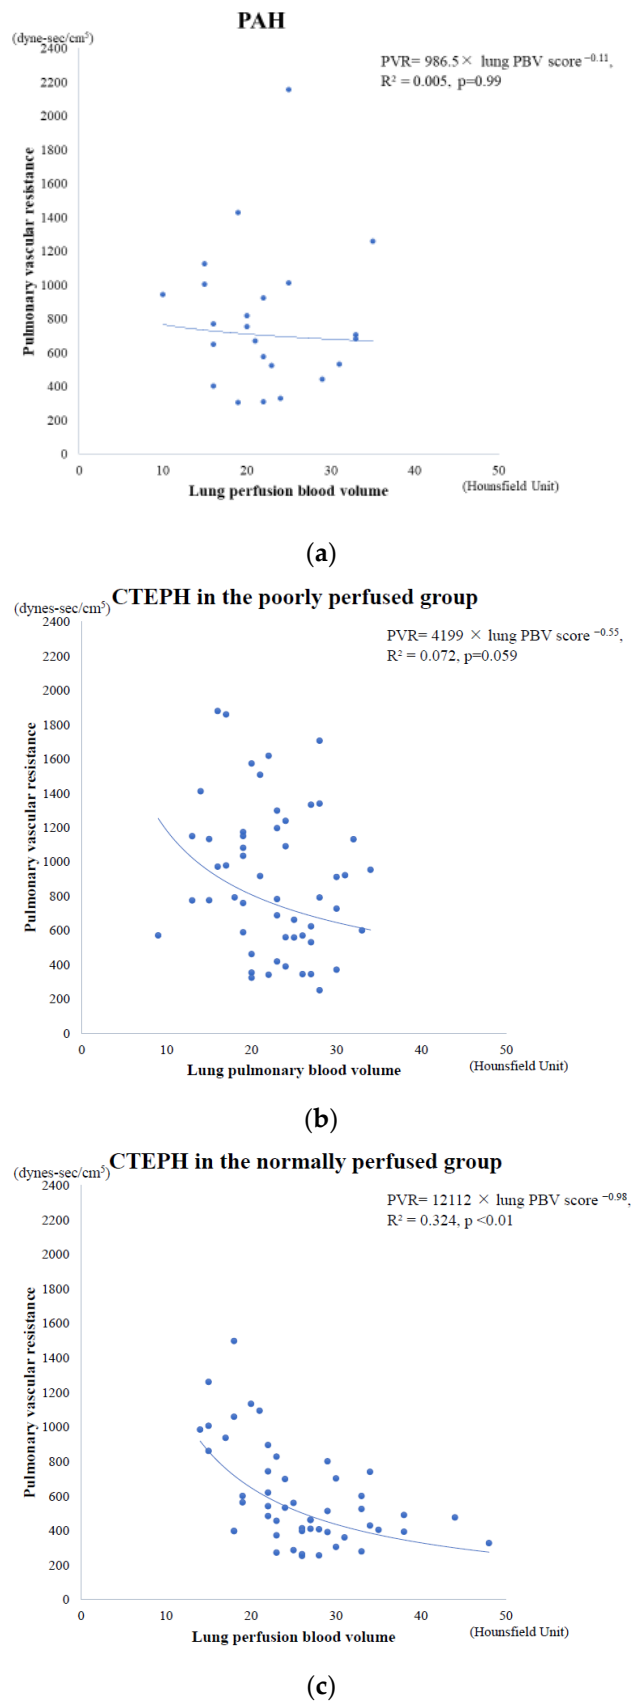 PAH
(dyne-sec/cm⁵)
PVR= 986.5× lung PBV score ⁻⁰·¹¹,
R² = 0.005, p=0.99
Pulmonary vascular resistance
2400
2200
2000
1800
1600
1400
1200
1000
800
600
400
200
0
0 10 20 30 40 50
Lung perfusion blood volume
(Hounsfield Unit)
(a)
CTEPH in the poorly perfused group
(dynes-sec/cm⁵)
PVR= 4199 × lung PBV score ⁻⁰·⁵⁵,
R² = 0.072, p=0.059
Pulmonary vascular resistance
2400
2200
2000
1800
1600
1400
1200
1000
800
600
400
200
0
0 10 20 30 40 50
Lung pulmonary blood volume
(Hounsfield Unit)
(b)
CTEPH in the normally perfused group
(dynes-sec/cm⁵)
PVR= 12112 × lung PBV score ⁻⁰·⁹⁸,
R² = 0.324, p <0.01
Pulmonary vascular resistance
2400
2200
2000
1800
1600
1400
1200
1000
800
600
400
200
0
0 10 20 30 40 50
Lung perfusion blood volume
(Hounsfield Unit)
(c)